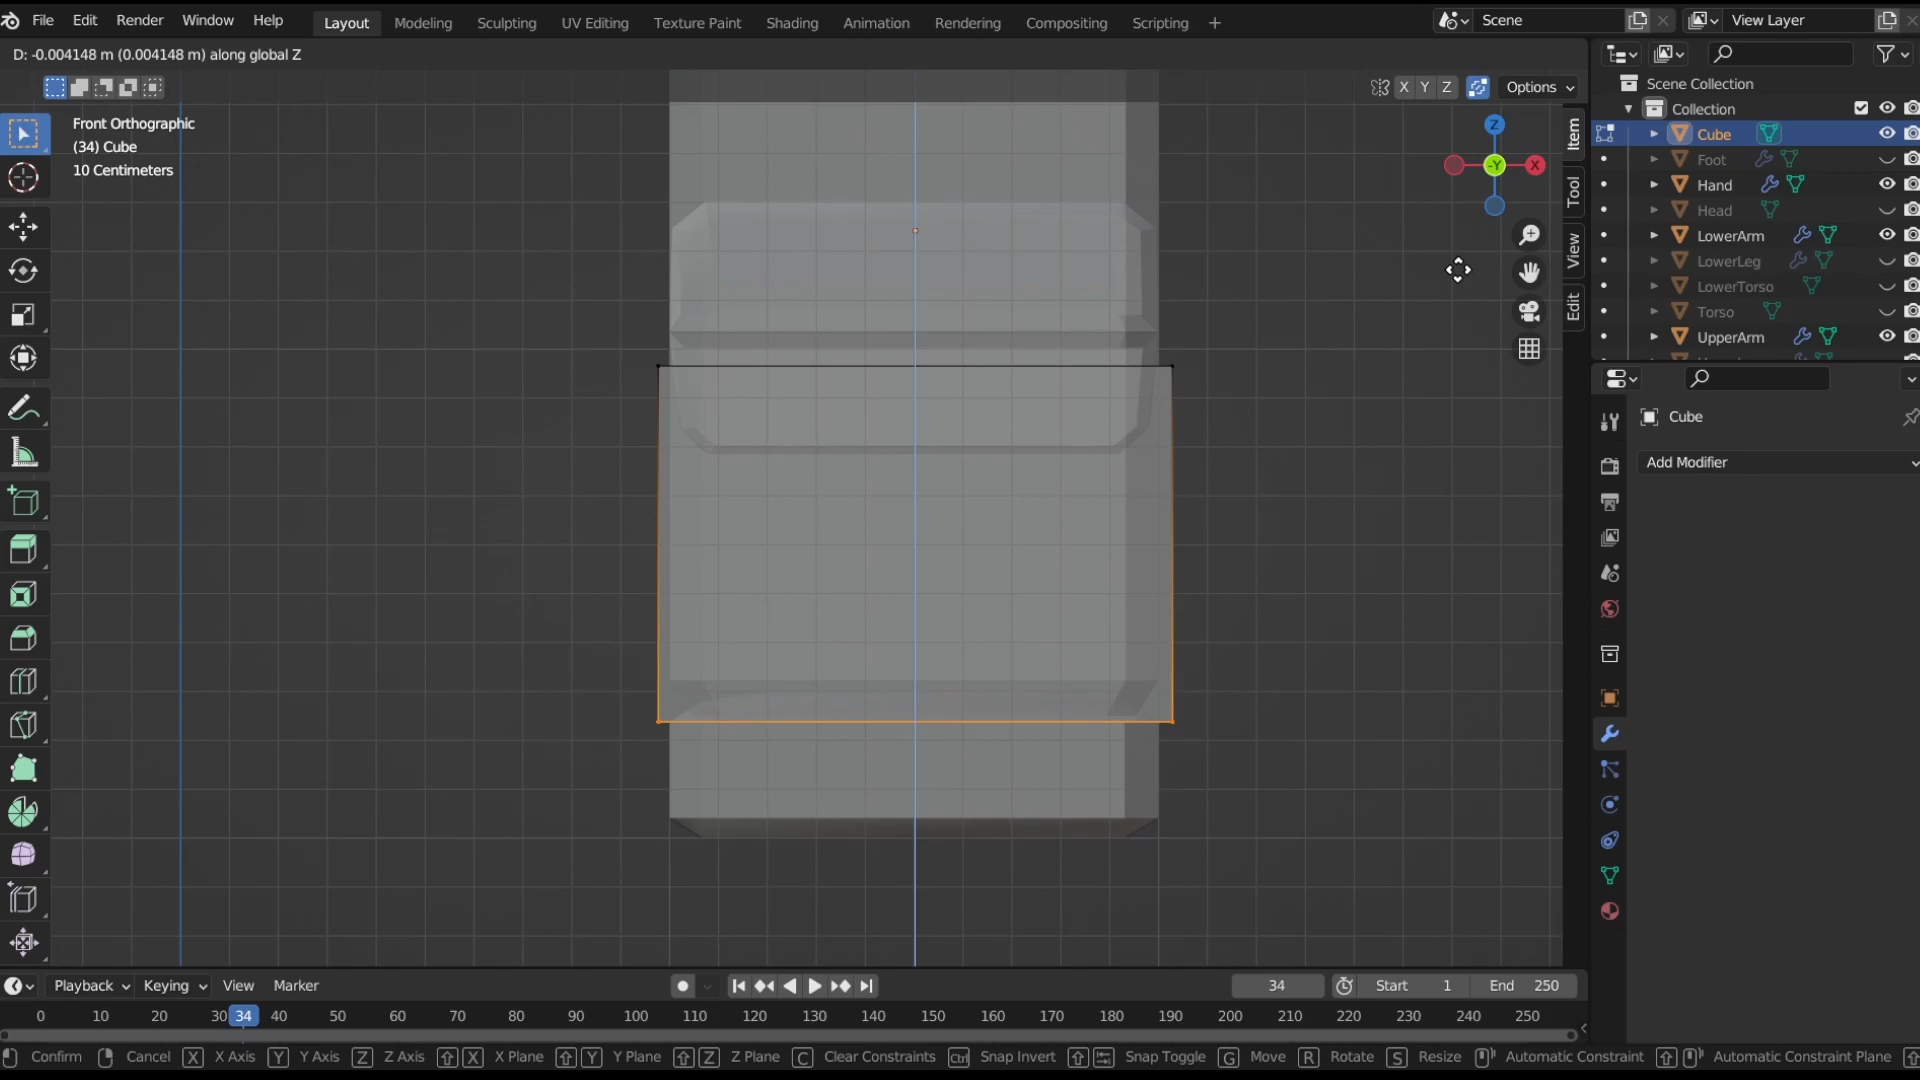 File Edit Render Window Help Layout Modeling Sculpting UV Editing Texture Paint Shading Animation Rendering Compositing Scripting + Scene View Layer
D: -0.004148 m (0.004148 m) along global Z
X Y Z Options
Front Orthographic
(34) Cube
10 Centimeters
Z
-Y
X
Item
Tool
View
Edit
Scene Collection
Collection
Cube
Foot
Hand
Head
LowerArm
LowerLeg
LowerTorso
Torso
UpperArm
Cube
Add Modifier
Playback Keying View Marker 34 Start 1 End 250
0 10 20 30 34 40 50 60 70 80 90 100 110 120 130 140 150 160 170 180 190 200 210 220 230 240 250
Confirm Cancel X X Axis Y Y Axis Z Z Axis X X Plane Y Y Plane Z Z Plane C Clear Constraints Ctrl Snap Invert Snap Toggle G Move R Rotate S Resize Automatic Constraint Automatic Constraint Plane